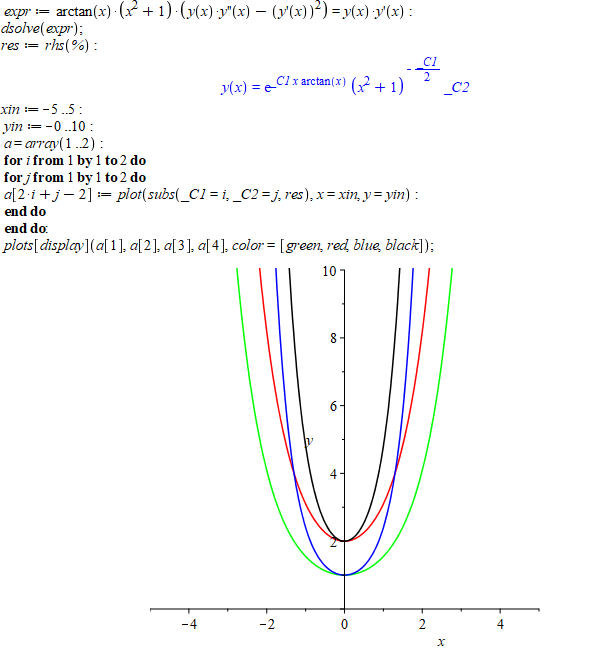 expr := arctan(x)·(x²+1)·(y(x)·y''(x) − (y'(x))²) = y(x)·y'(x) :
dsolve(expr);
res := rhs(%) :
y(x) = e^(_C1 x arctan(x)) (x² + 1)^(−_C1/2) _C2
xin := −5 ..5 :
yin := −0 ..10 :
a = array(1 ..2) :
for i from 1 by 1 to 2 do
for j from 1 by 1 to 2 do
a[2·i + j − 2] := plot(subs(_C1 = i, _C2 = j, res), x = xin, y = yin) :
end do
end do:
plots[display](a[1], a[2], a[3], a[4], color = [green, red, blue, black]);
10
8
6
y
4
2
−4 −2 0 2 4
x